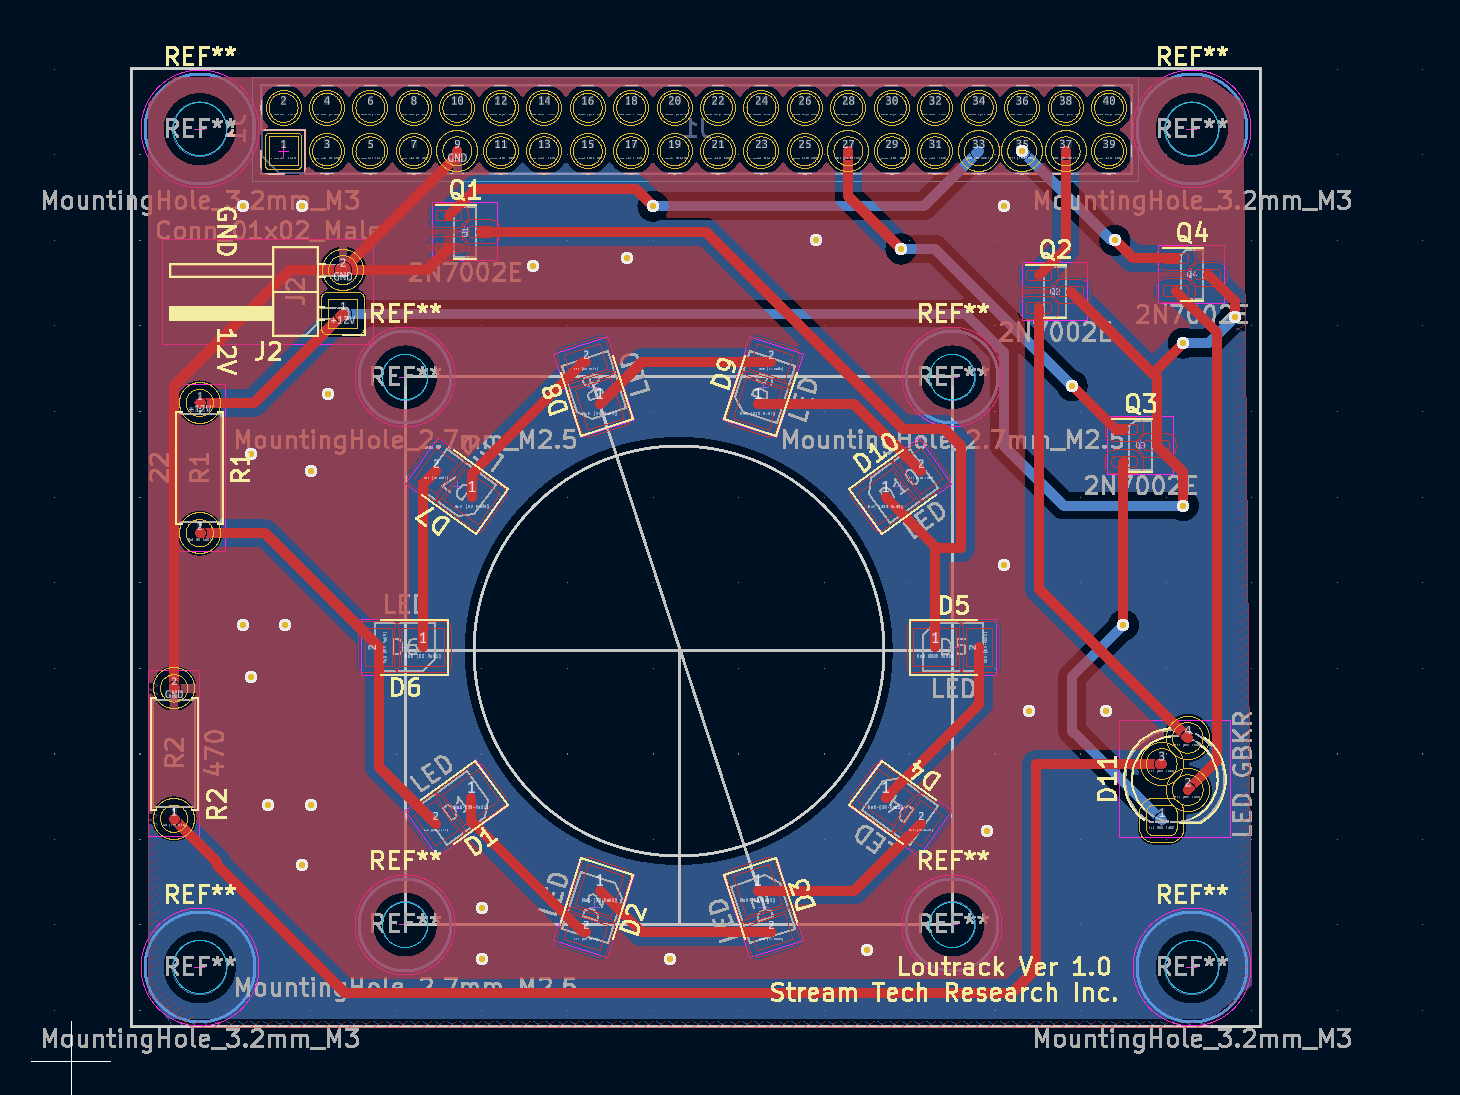 REF**
REF**
2 4 6 8 10 12 14 16 18 20 22 24 26 28 30 32 34 36 38 40
REF**
J1
REF**
1 3 5 7 9 11 13 15 17 19 21 23 25 27 29 31 33 35 37 39
GND
MountingHole_3.2mm_M3
Q1
MountingHole_3.2mm_M3
GND
Conn_01x02_Male
Q2
Q4
2N7002E
2
GND
J2
1
+12V
12V
J2
REF**
REF**
2N7002E
2N7002E
REF**
REF**
D8
LED
D9
LED
Q3
MountingHole_2.7mm_M2.5
MountingHole_2.7mm_M2.5
22
R1
R1
D7
D10
LED
2N7002E
LED
D6
D6
D5
D5
LED
R2
470
R2
LED
D1
D4
LED
D11
LED_GBKR
REF**
REF**
REF**
REF**
REF**
REF**
LED
D2
LED
D3
REF**
REF**
Loutrack Ver 1.0
Stream Tech Research Inc.
MountingHole_2.7mm_M2.5
MountingHole_3.2mm_M3
MountingHole_3.2mm_M3